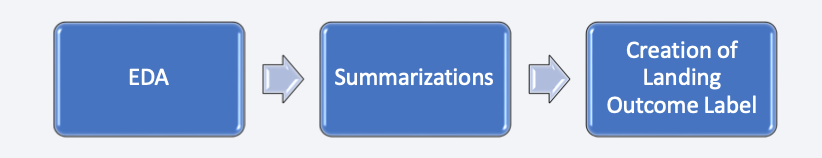 EDA
Summarizations
Creation of
Landing
Outcome Label